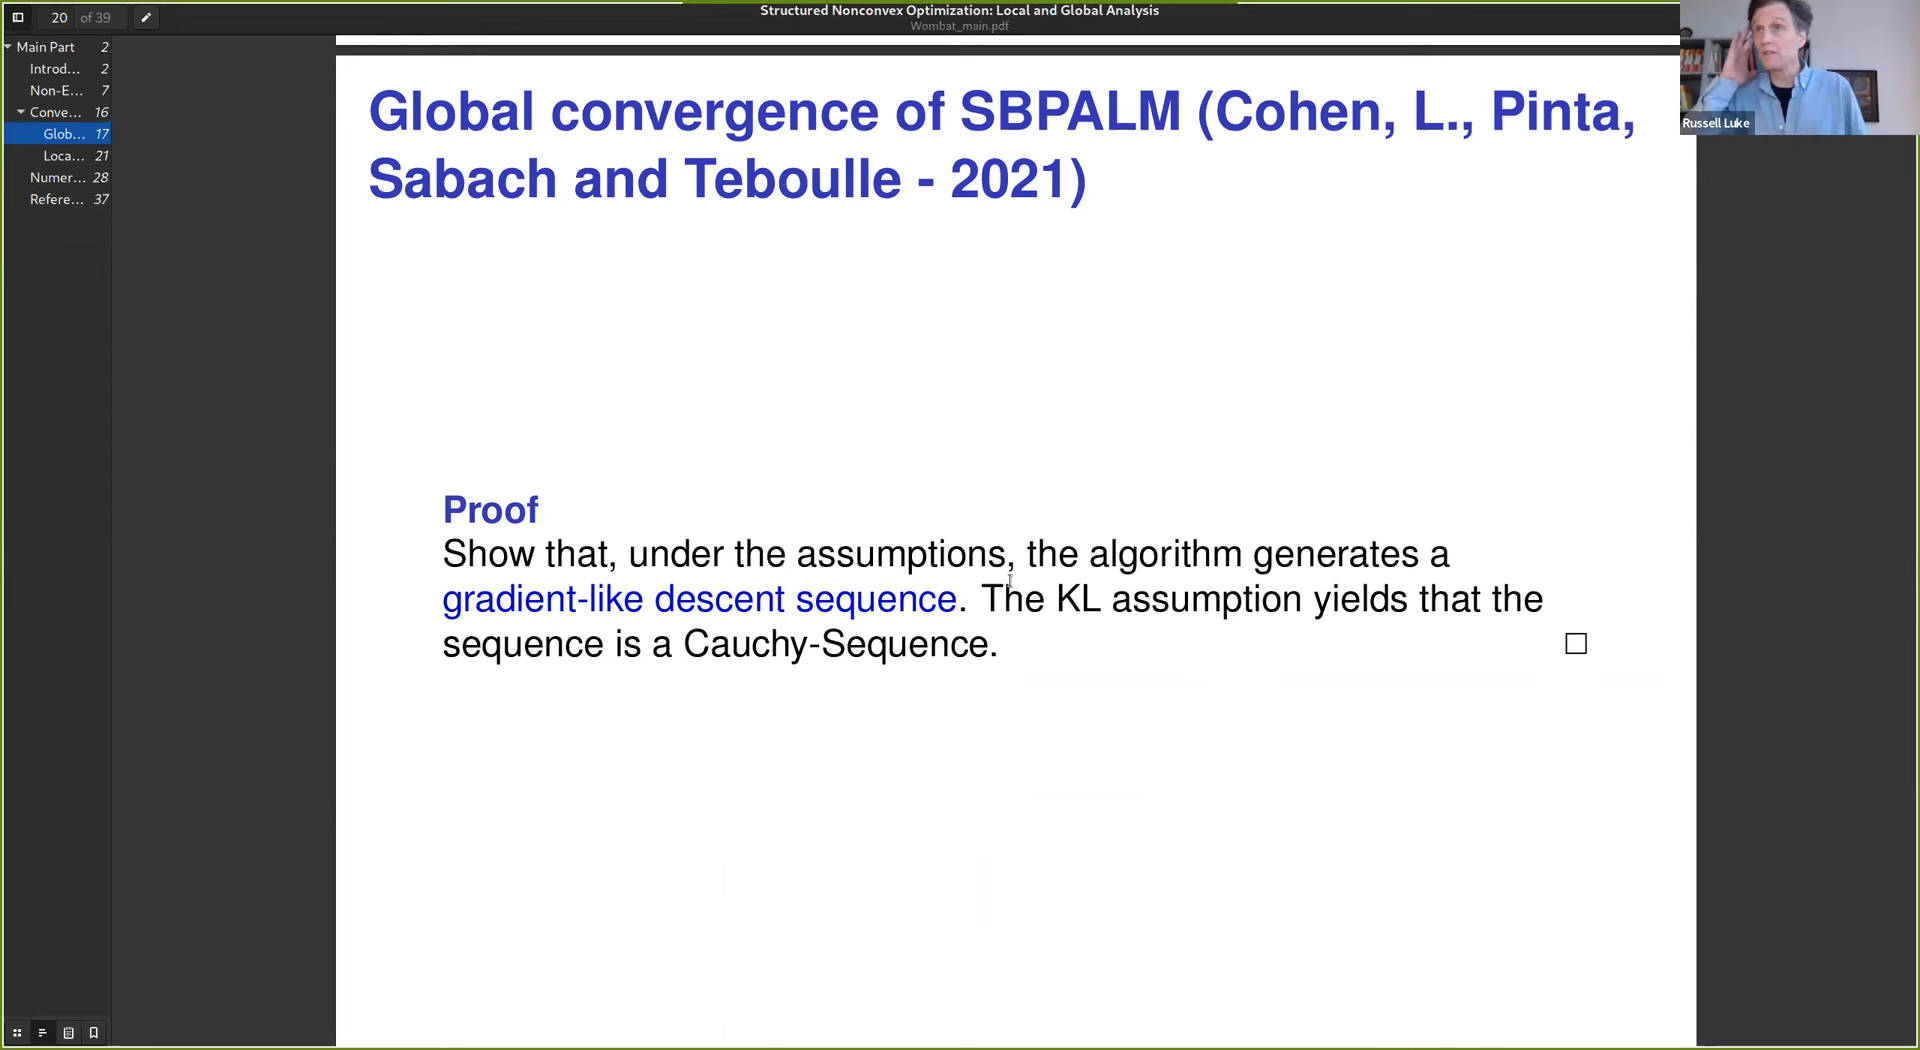 20 of 39
Structured Nonconvex Optimization: Local and Global Analysis
Wombat_main.pdf
Main Part 2
Introd... 2
Non-E... 7
Conve... 16
Glob... 17
Loca... 21
Numer... 28
Refere... 37
Russell Luke
Global convergence of SBPALM (Cohen, L., Pinta,
Sabach and Teboulle - 2021)
Proof
Show that, under the assumptions, the algorithm generates a
gradient-like descent sequence. The KL assumption yields that the
sequence is a Cauchy-Sequence. □